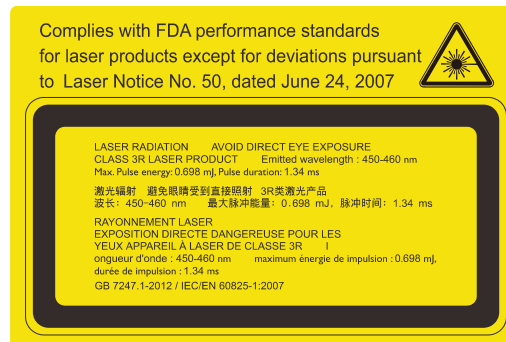 Complies with FDA performance standards
for laser products except for deviations pursuant
to Laser Notice No. 50, dated June 24, 2007
LASER RADIATION AVOID DIRECT EYE EXPOSURE
CLASS 3R LASER PRODUCT Emitted wavelength : 450-460 nm
Max. Pulse energy: 0.698 mJ, Pulse duration: 1.34 ms
激光辐射 避免眼睛受到直接照射 3R类激光产品
波长: 450-460 nm 最大脉冲能量: 0.698 mJ, 脉冲时间: 1.34 ms
RAYONNEMENT LASER
EXPOSITION DIRECTE DANGEREUSE POUR LES
YEUX APPAREIL À LASER DE CLASSE 3R l
ongueur d'onde : 450-460 nm maximum énergie de impulsion : 0.698 mJ,
durée de impulsion : 1.34 ms
GB 7247.1-2012 / IEC/EN 60825-1:2007